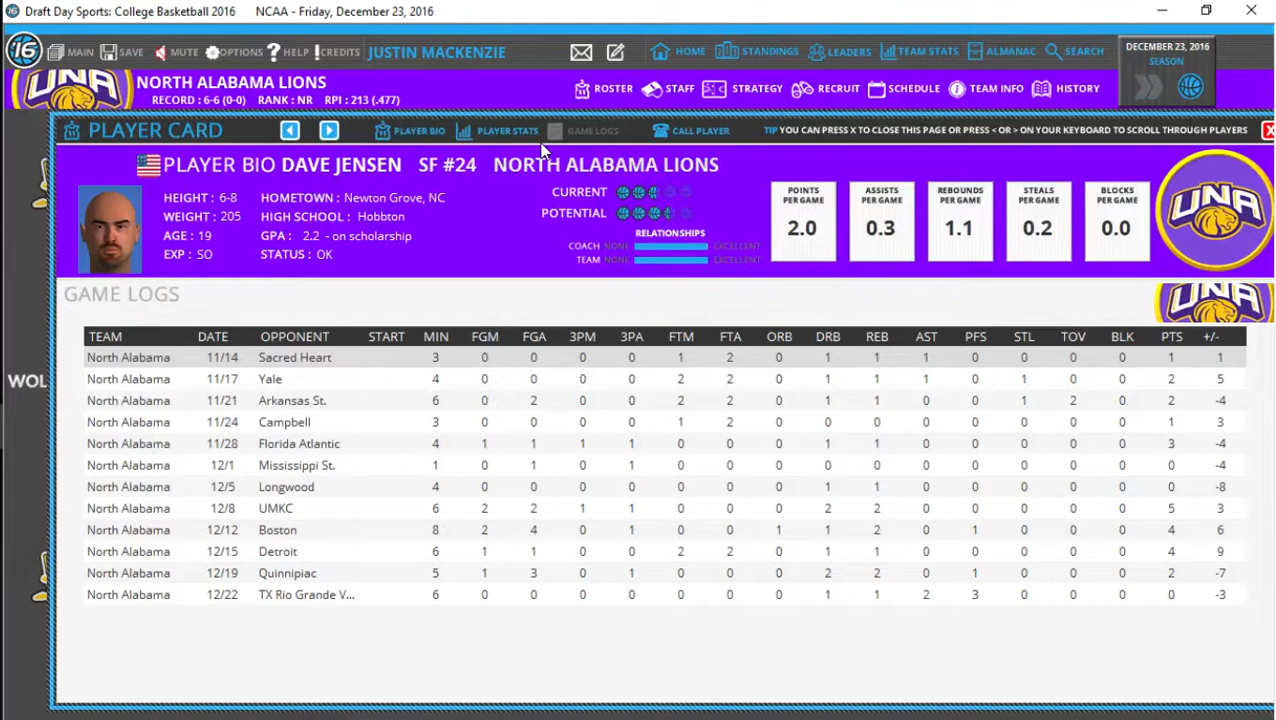 Draft Day Sports: College Basketball 2016 NCAA - Friday, December 23, 2016
16 MAIN SAVE MUTE OPTIONS HELP CREDITS JUSTIN MACKENZIE HOME STANDINGS LEADERS TEAM STATS ALMANAC SEARCH
DECEMBER 23, 2016
SEASON
UNA NORTH ALABAMA LIONS
RECORD : 6-6 (0-0) RANK : NR RPI : 213 (.477)
ROSTER STAFF STRATEGY RECRUIT SCHEDULE TEAM INFO HISTORY
PLAYER CARD PLAYER BIO PLAYER STATS GAME LOGS CALL PLAYER TIP YOU CAN PRESS X TO CLOSE THIS PAGE OR PRESS < OR > ON YOUR KEYBOARD TO SCROLL THROUGH PLAYERS X
PLAYER BIO DAVE JENSEN SF #24 NORTH ALABAMA LIONS
HEIGHT : 6-8 HOMETOWN : Newton Grove, NC
WEIGHT : 205 HIGH SCHOOL : Hobbton
AGE : 19 GPA : 2.2 - on scholarship
EXP : SO STATUS : OK
CURRENT
POTENTIAL
RELATIONSHIPS
COACH NONE EXCELLENT
TEAM NONE EXCELLENT
POINTS PER GAME 2.0
ASSISTS PER GAME 0.3
REBOUNDS PER GAME 1.1
STEALS PER GAME 0.2
BLOCKS PER GAME 0.0
UNA
GAME LOGS
UNA
TEAM DATE OPPONENT START MIN FGM FGA 3PM 3PA FTM FTA ORB DRB REB AST PFS STL TOV BLK PTS +/-
North Alabama 11/14 Sacred Heart 3 0 0 0 0 1 2 0 1 1 1 0 0 0 0 1 1
North Alabama 11/17 Yale 4 0 0 0 0 2 2 0 1 1 1 0 1 0 0 2 5
North Alabama 11/21 Arkansas St. 6 0 2 0 0 2 2 0 1 1 0 0 1 2 0 2 -4
North Alabama 11/24 Campbell 3 0 0 0 0 1 2 0 0 0 0 0 0 0 0 1 3
North Alabama 11/28 Florida Atlantic 4 1 1 1 1 0 0 0 1 1 0 0 0 0 0 3 -4
North Alabama 12/1 Mississippi St. 1 0 1 0 1 0 0 0 0 0 0 0 0 0 0 0 -4
North Alabama 12/5 Longwood 4 0 0 0 0 0 0 0 1 1 0 0 0 0 0 0 -8
North Alabama 12/8 UMKC 6 2 2 1 1 0 0 0 2 2 0 0 0 0 0 5 3
North Alabama 12/12 Boston 8 2 4 0 1 0 0 1 1 2 0 1 0 0 0 4 6
North Alabama 12/15 Detroit 6 1 1 0 0 2 2 0 1 1 0 0 0 0 0 4 9
North Alabama 12/19 Quinnipiac 5 1 3 0 1 0 0 0 2 2 0 1 0 0 0 2 -7
North Alabama 12/22 TX Rio Grande V... 6 0 0 0 0 0 0 0 1 1 2 3 0 0 0 0 -3
WOL